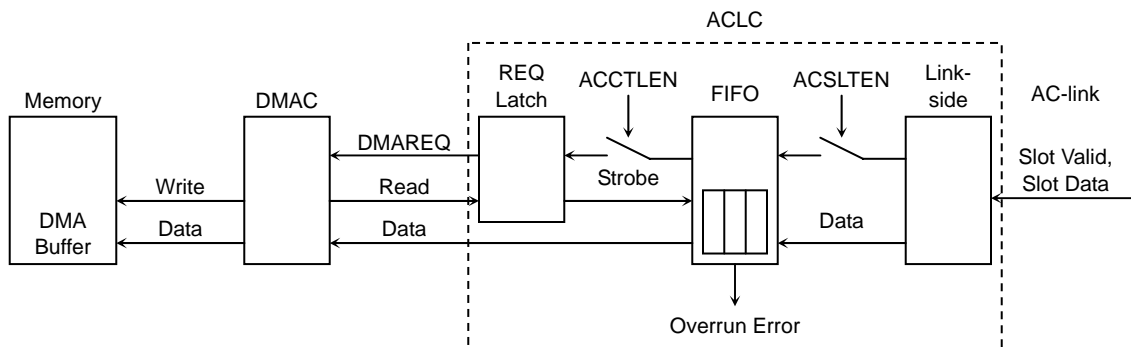 ACLC
REQ
Latch
ACCTLEN
FIFO
ACSLTEN
Link-
side
AC-link
Memory
DMAC
DMAREQ
Slot Valid,
Slot Data
Write
Read
Strobe
DMA
Buffer
Data
Data
Data
Overrun Error